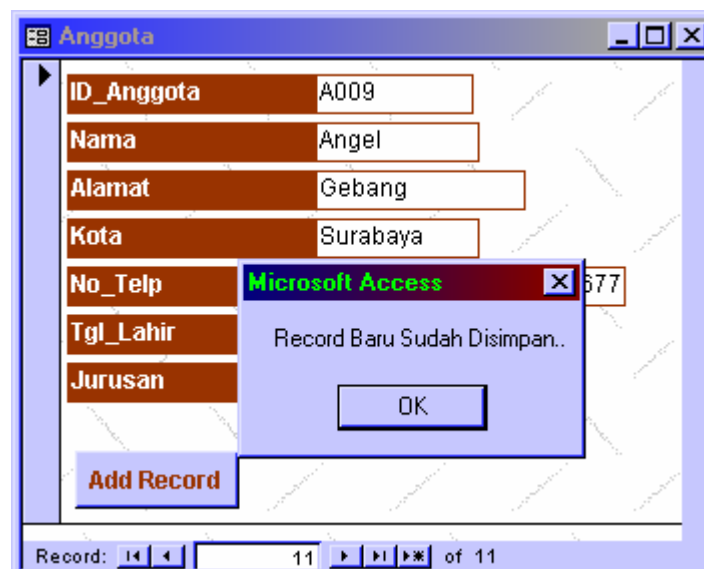 Anggota
ID_Anggota A009
Nama Angel
Alamat Gebang
Kota Surabaya
No_Telp 677
Microsoft Access
Tgl_Lahir
Record Baru Sudah Disimpan..
Jurusan
OK
Add Record
Record: 11 of 11